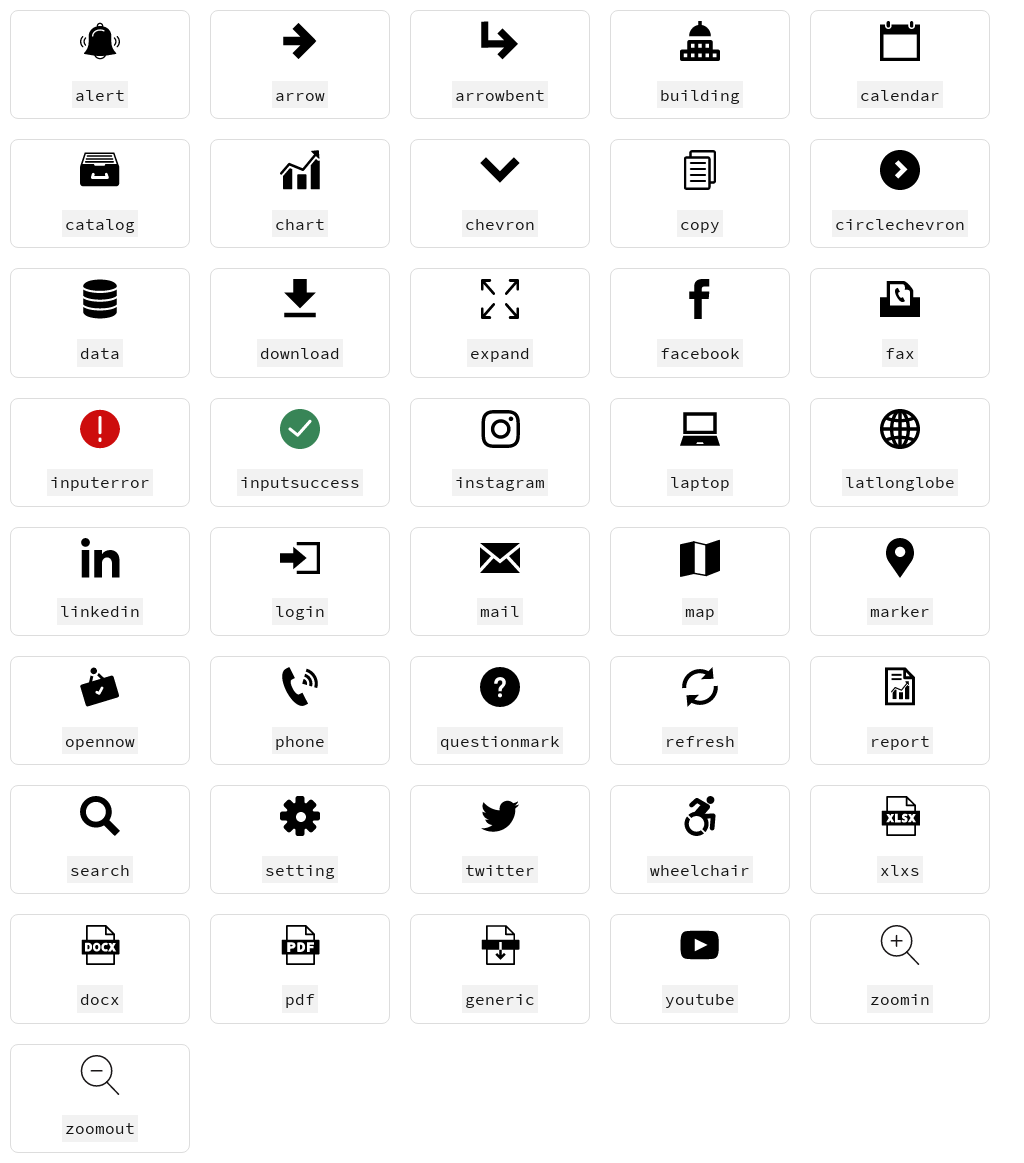 alert
arrow
arrowbent
building
calendar
catalog
chart
chevron
copy
circlechevron
data
download
expand
facebook
fax
inputerror
inputsuccess
instagram
laptop
latlonglobe
linkedin
login
mail
map
marker
opennow
phone
?
questionmark
refresh
report
search
setting
twitter
wheelchair
XLSX
xlxs
DOCX
docx
PDF
pdf
generic
youtube
zoomin
zoomout